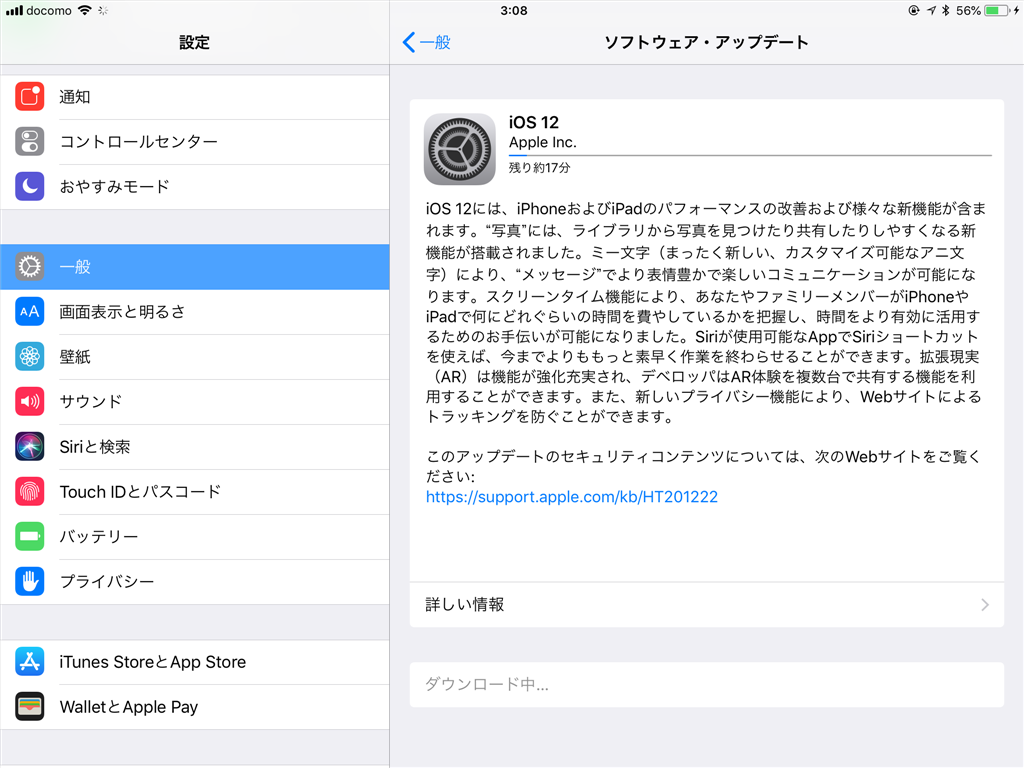 docomo 3:08 56%
設定
通知
コントロールセンター
おやすみモード
一般
画面表示と明るさ
壁紙
サウンド
Siriと検索
Touch IDとパスコード
バッテリー
プライバシー
iTunes StoreとApp Store
WalletとApple Pay
一般 ソフトウェア・アップデート
iOS 12
Apple Inc.
残り約17分
iOS 12には、iPhoneおよびiPadのパフォーマンスの改善および様々な新機能が含ま
れます。“写真”には、ライブラリから写真を見つけたり共有したりしやすくなる新
機能が搭載されました。ミー文字（まったく新しい、カスタマイズ可能なアニ文
字）により、“メッセージ”でより表情豊かで楽しいコミュニケーションが可能にな
ります。スクリーンタイム機能により、あなたやファミリーメンバーがiPhoneや
iPadで何にどれぐらいの時間を費やしているかを把握し、時間をより有効に活用す
るためのお手伝いが可能になりました。Siriが使用可能なAppでSiriショートカット
を使えば、今までよりももっと素早く作業を終わらせることができます。拡張現実
（AR）は機能が強化充実され、デベロッパはAR体験を複数台で共有する機能を利
用することができます。また、新しいプライバシー機能により、Webサイトによる
トラッキングを防ぐことができます。
このアップデートのセキュリティコンテンツについては、次のWebサイトをご覧く
ださい:
https://support.apple.com/kb/HT201222
詳しい情報
ダウンロード中...
AA